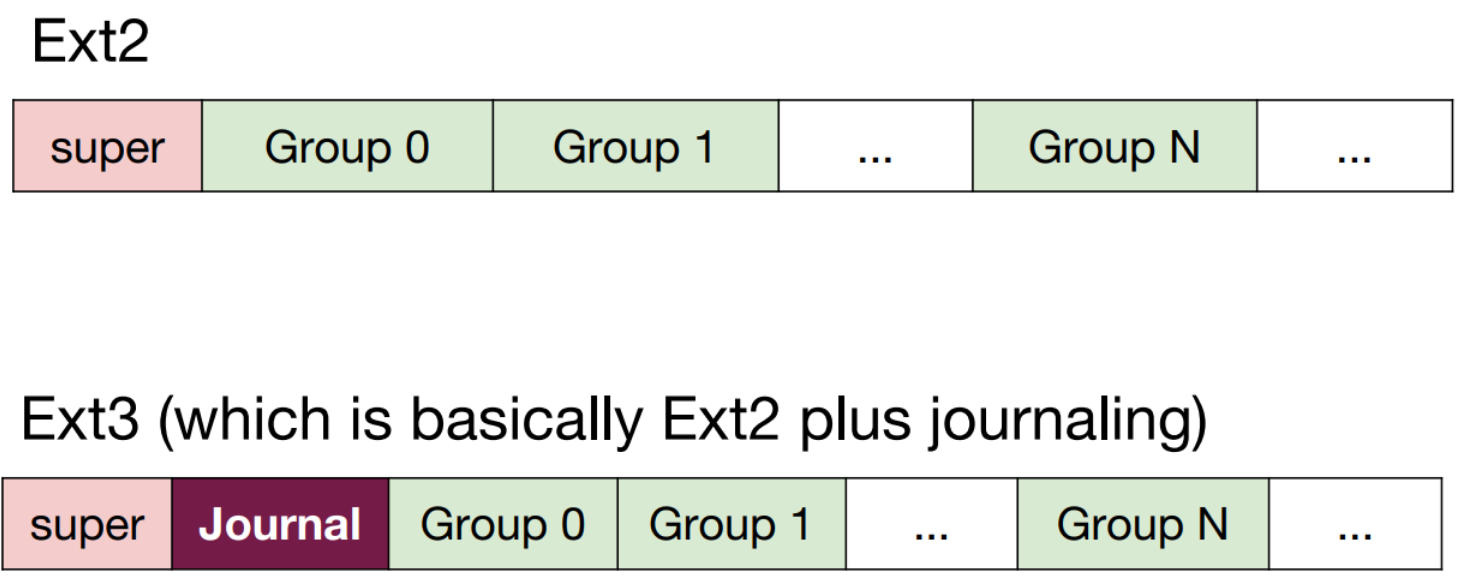 Ext2
super Group 0 Group 1 ... Group N ...
Ext3 (which is basically Ext2 plus journaling)
super Journal Group 0 Group 1 ... Group N ...